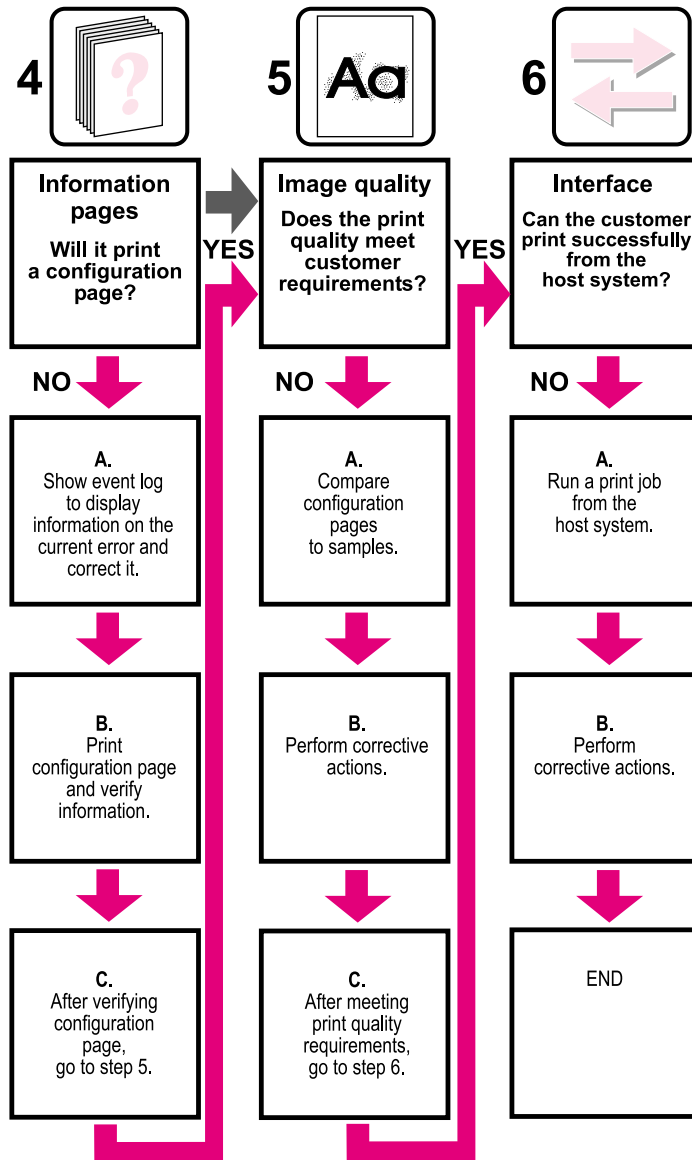 4
?
Information
pages
Will it print
a configuration
page?
YES
NO
A.
Show event log
to display
information on the
current error and
correct it.
B.
Print
configuration page
and verify
information.
C.
After verifying
configuration
page,
go to step 5.
5
Aa
Image quality
Does the print
quality meet
customer
requirements?
YES
NO
A.
Compare
configuration
pages
to samples.
B.
Perform corrective
actions.
C.
After meeting
print quality
requirements,
go to step 6.
6
Interface
Can the customer
print successfully
from the
host system?
NO
A.
Run a print job
from the
host system.
B.
Perform
corrective actions.
END